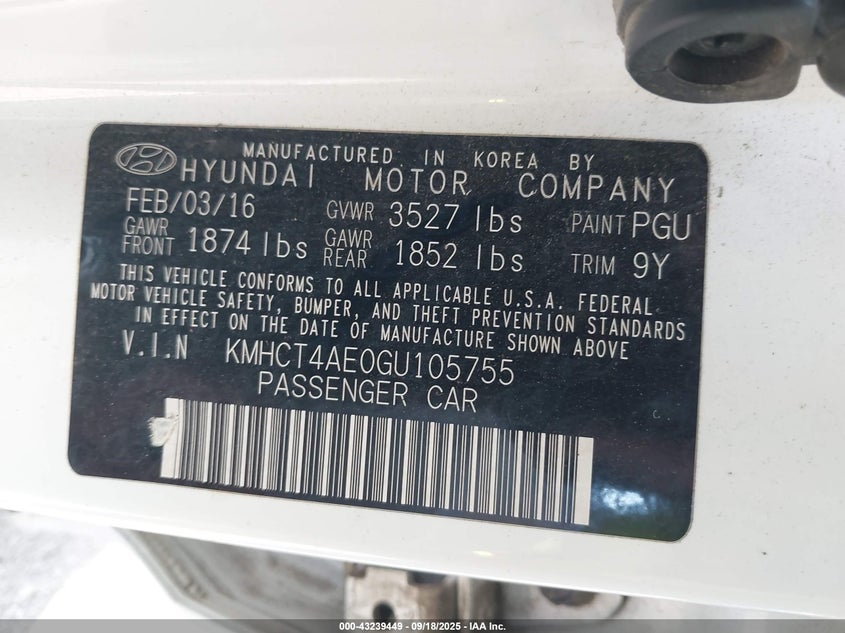 MANUFACTURED IN KOREA BY
HYUNDAI MOTOR COMPANY
FEB/03/16 GVWR 3527 lbs PAINT PGU
GAWR FRONT 1874 lbs GAWR REAR 1852 lbs TRIM 9Y
THIS VEHICLE CONFORMS TO ALL APPLICABLE U.S.A. FEDERAL
MOTOR VEHICLE SAFETY, BUMPER, AND THEFT PREVENTION STANDARDS
IN EFFECT ON THE DATE OF MANUFACTURE SHOWN ABOVE
V.I.N KMHCT4AE0GU105755
PASSENGER CAR
000-43239449 - 09/18/2025 - IAA Inc.